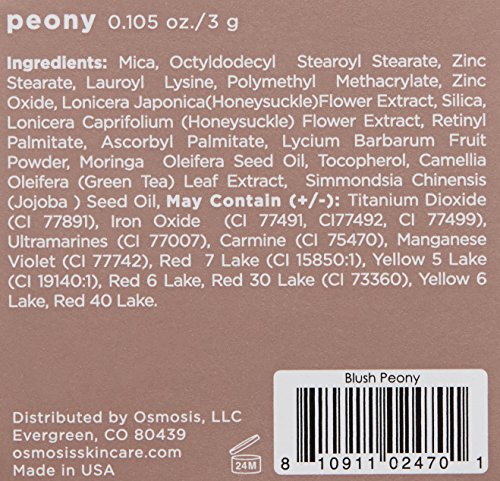 peony 0.105 oz./3 g
Ingredients: Mica, Octyldodecyl Stearoyl Stearate, Zinc
Stearate, Lauroyl Lysine, Polymethyl Methacrylate, Zinc
Oxide, Lonicera Japonica(Honeysuckle)Flower Extract, Silica,
Lonicera Caprifolium (Honeysuckle) Flower Extract, Retinyl
Palmitate, Ascorbyl Palmitate, Lycium Barbarum Fruit
Powder, Moringa Oleifera Seed Oil, Tocopherol, Camellia
Oleifera (Green Tea) Leaf Extract, Simmondsia Chinensis
(Jojoba ) Seed Oil, May Contain (+/-): Titanium Dioxide
(CI 77891), Iron Oxide (CI 77491, CI77492, CI 77499),
Ultramarines (CI 77007), Carmine (CI 75470), Manganese
Violet (CI 77742), Red 7 Lake (CI 15850:1), Yellow 5 Lake
(CI 19140:1), Red 6 Lake, Red 30 Lake (CI 73360), Yellow 6
Lake, Red 40 Lake.
Distributed by Osmosis, LLC
Evergreen, CO 80439
osmosisskincare.com
Made in USA
24M
Blush Peony
8 10911 02470 1